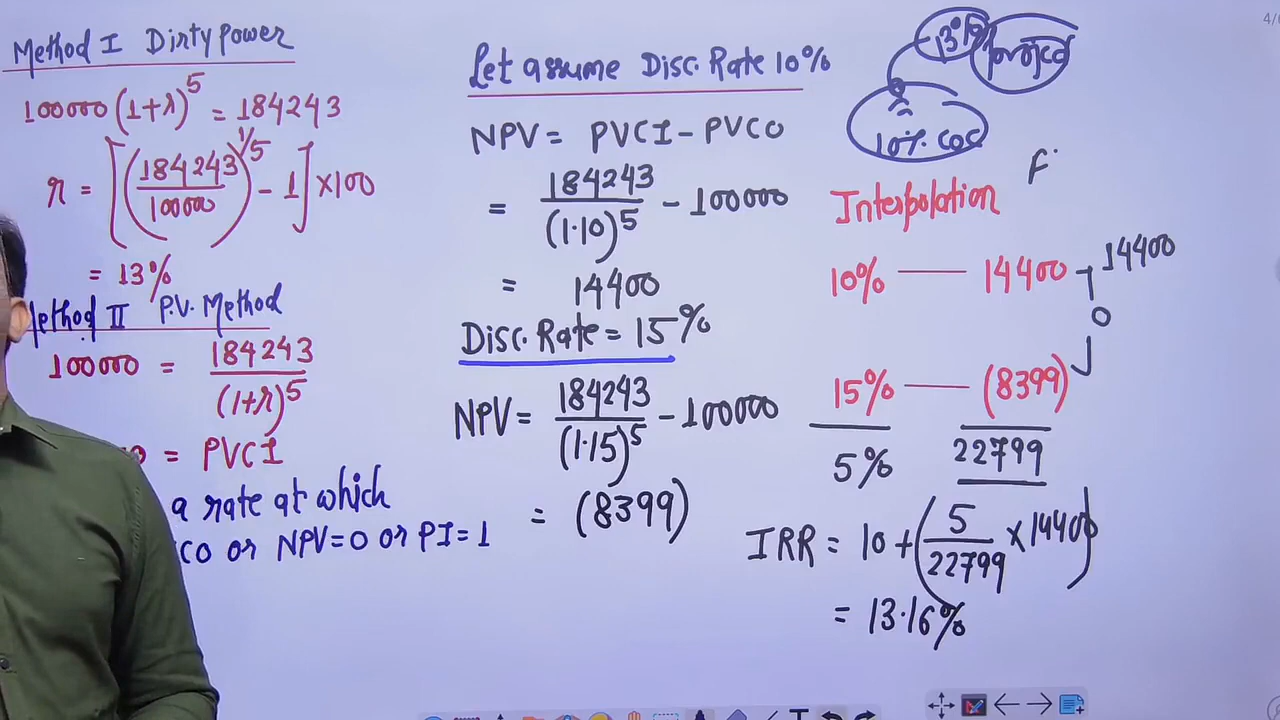 Method I Dirty power
100000(1+r)^5 = 184243
r = [(184243/100000)^1/5 - 1] × 100
= 13%
Method II P.V. Method
100000 = 184243/(1+r)^5
= PVCI
a rate at which
CO or NPV=0 or PI=1
Let assume Disc. Rate 10%
NPV = PVCI - PVCO
= 184243/(1.10)^5 - 100000
= 14400
Disc. Rate = 15%
NPV = 184243/(1.15)^5 - 100000
= (8399)
13%
project
10% COC
F
Interpolation
10% — 14400
14400
0
15% — (8399)
5% 22799
IRR = 10 + (5/22799 × 14400)
= 13.16%